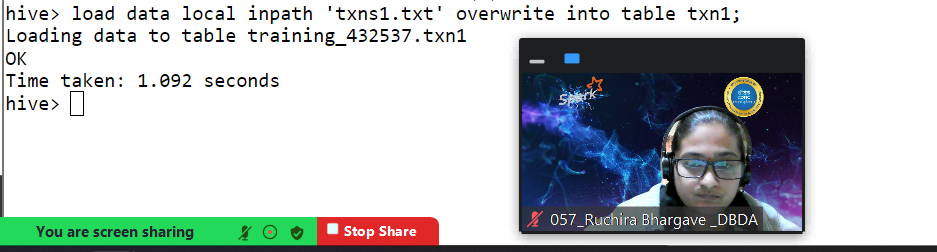 hive> load data local inpath 'txns1.txt' overwrite into table txn1;
Loading data to table training_432537.txn1
OK
Time taken: 1.092 seconds
hive>
Spark
057_Ruchira Bhargave _DBDA
You are screen sharing
Stop Share